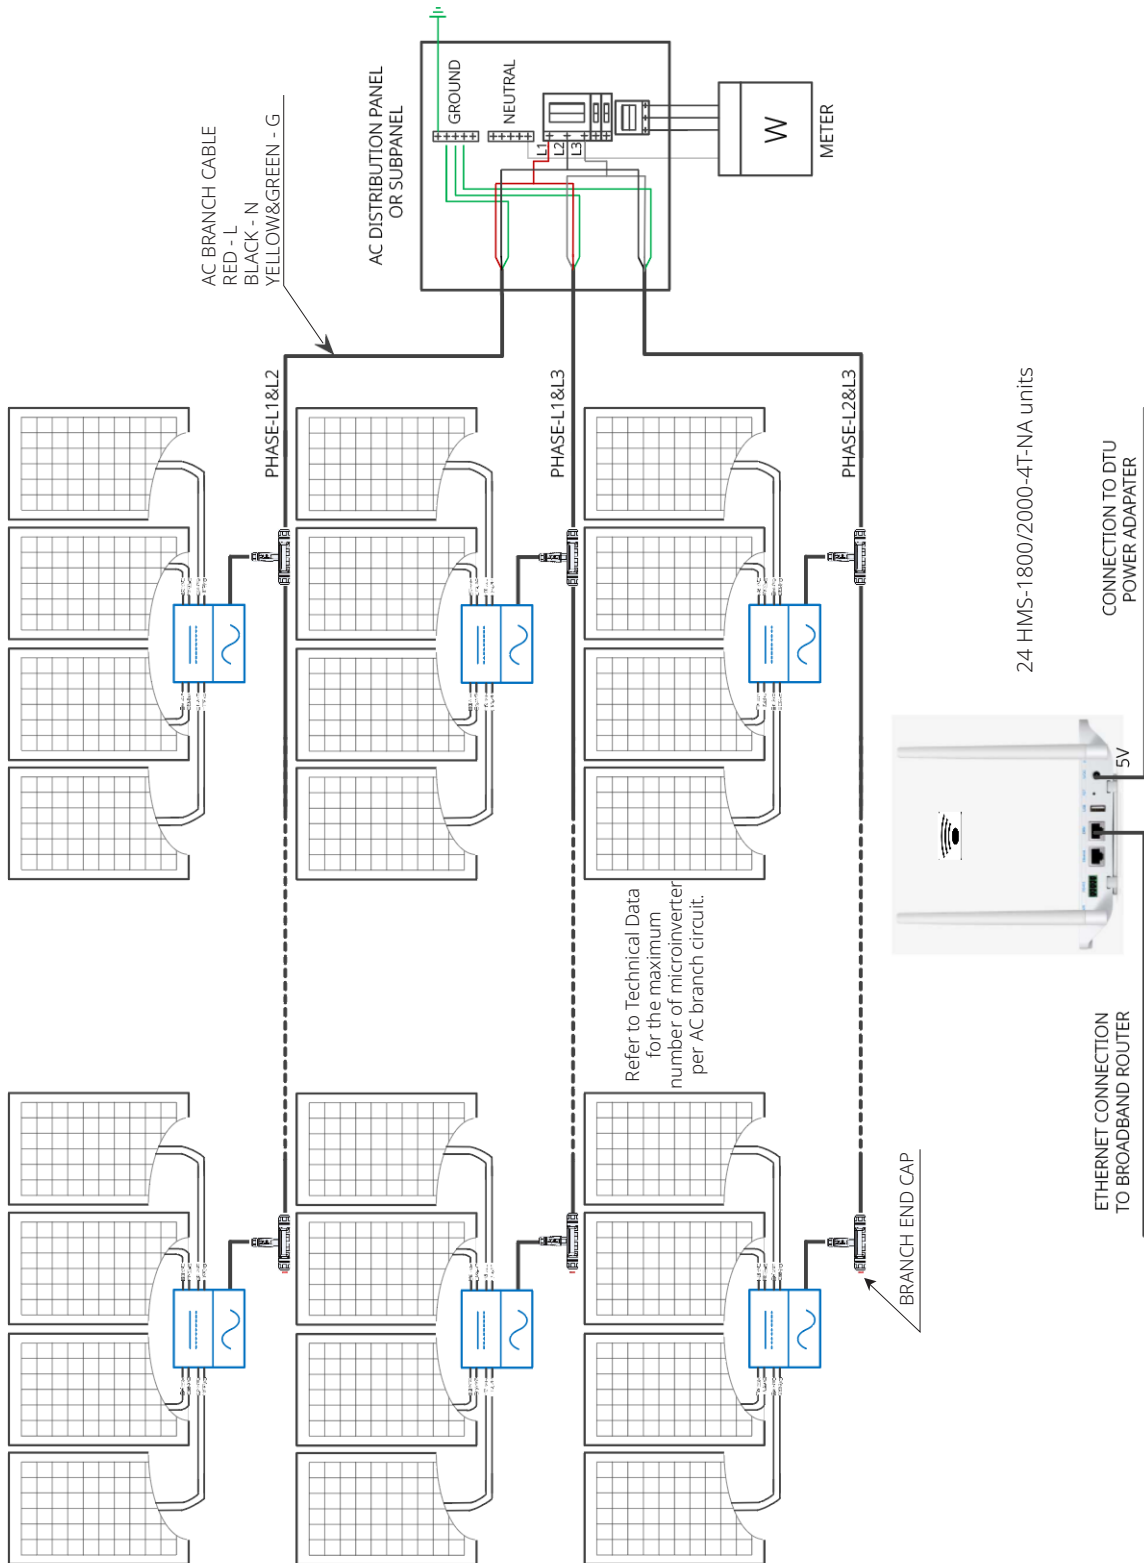 AC BRANCH CABLE
RED - L
BLACK - N
YELLOW&GREEN - G
AC DISTRIBUTION PANEL
OR SUBPANEL
GROUND
NEUTRAL
L1
L2
L3
W
METER
PHASE-L1&L2
PHASE-L1&L3
PHASE-L2&L3
Refer to Technical Data
for the maximum
number of microinverter
per AC branch circuit.
BRANCH END CAP
24 HMS-1800/2000-4T-NA units
CONNECTION TO DTU
POWER ADAPATER
5V
ETHERNET CONNECTION
TO BROADBAND ROUTER